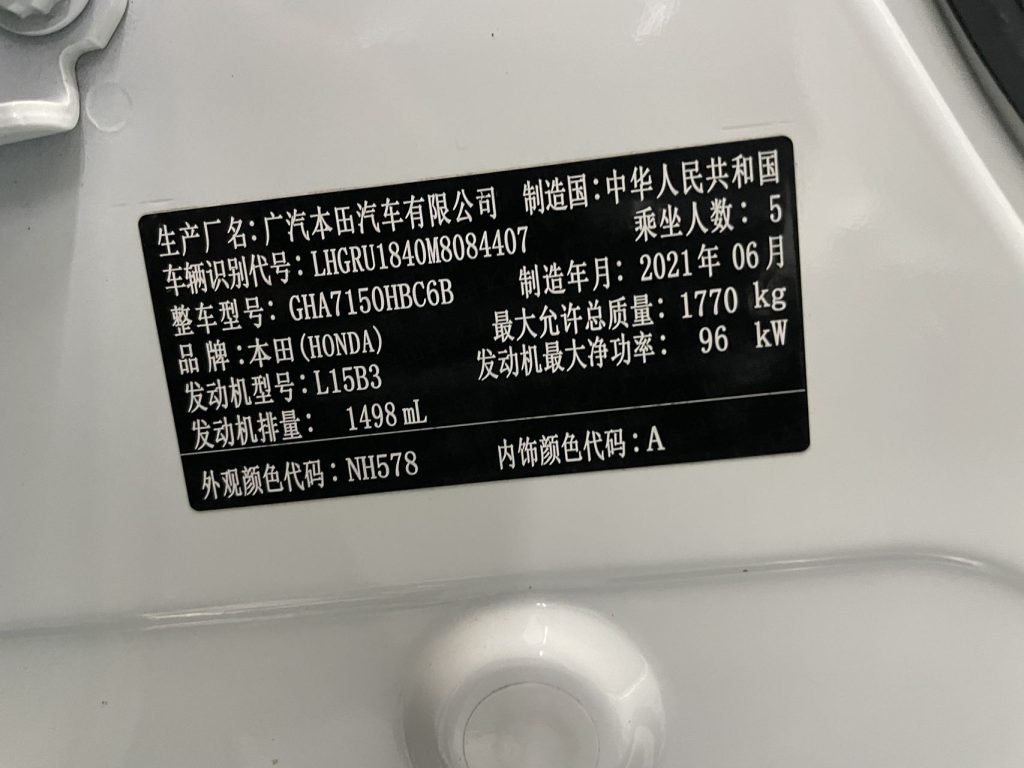 生产厂名:广汽本田汽车有限公司 制造国:中华人民共和国
车辆识别代号:LHGRU1840M8084407 乘坐人数: 5
整车型号: GHA7150HBC6B 制造年月: 2021年 06月
品 牌:本田(HONDA) 最大允许总质量: 1770 kg
发动机型号:L15B3 发动机最大净功率: 96 kW
发动机排量: 1498 mL
外观颜色代码:NH578 内饰颜色代码:A